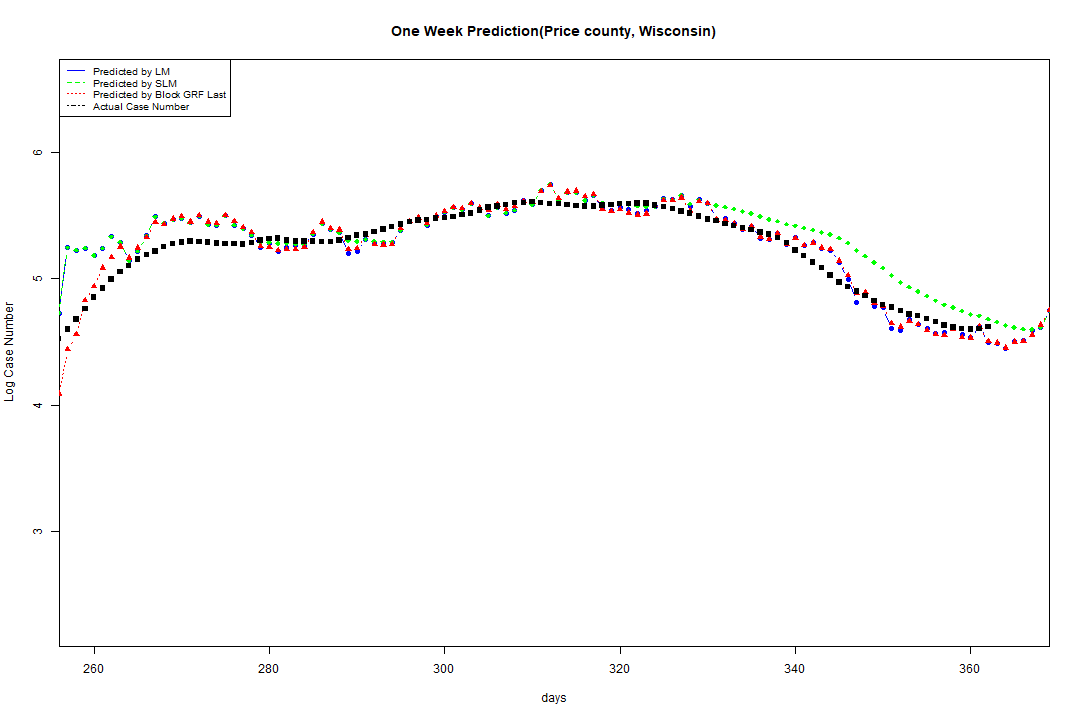 One Week Prediction(Price county, Wisconsin)
Predicted by LM
Predicted by SLM
Predicted by Block GRF Last
Actual Case Number
6
5
4
3
Log Case Number
260 280 300 320 340 360
days